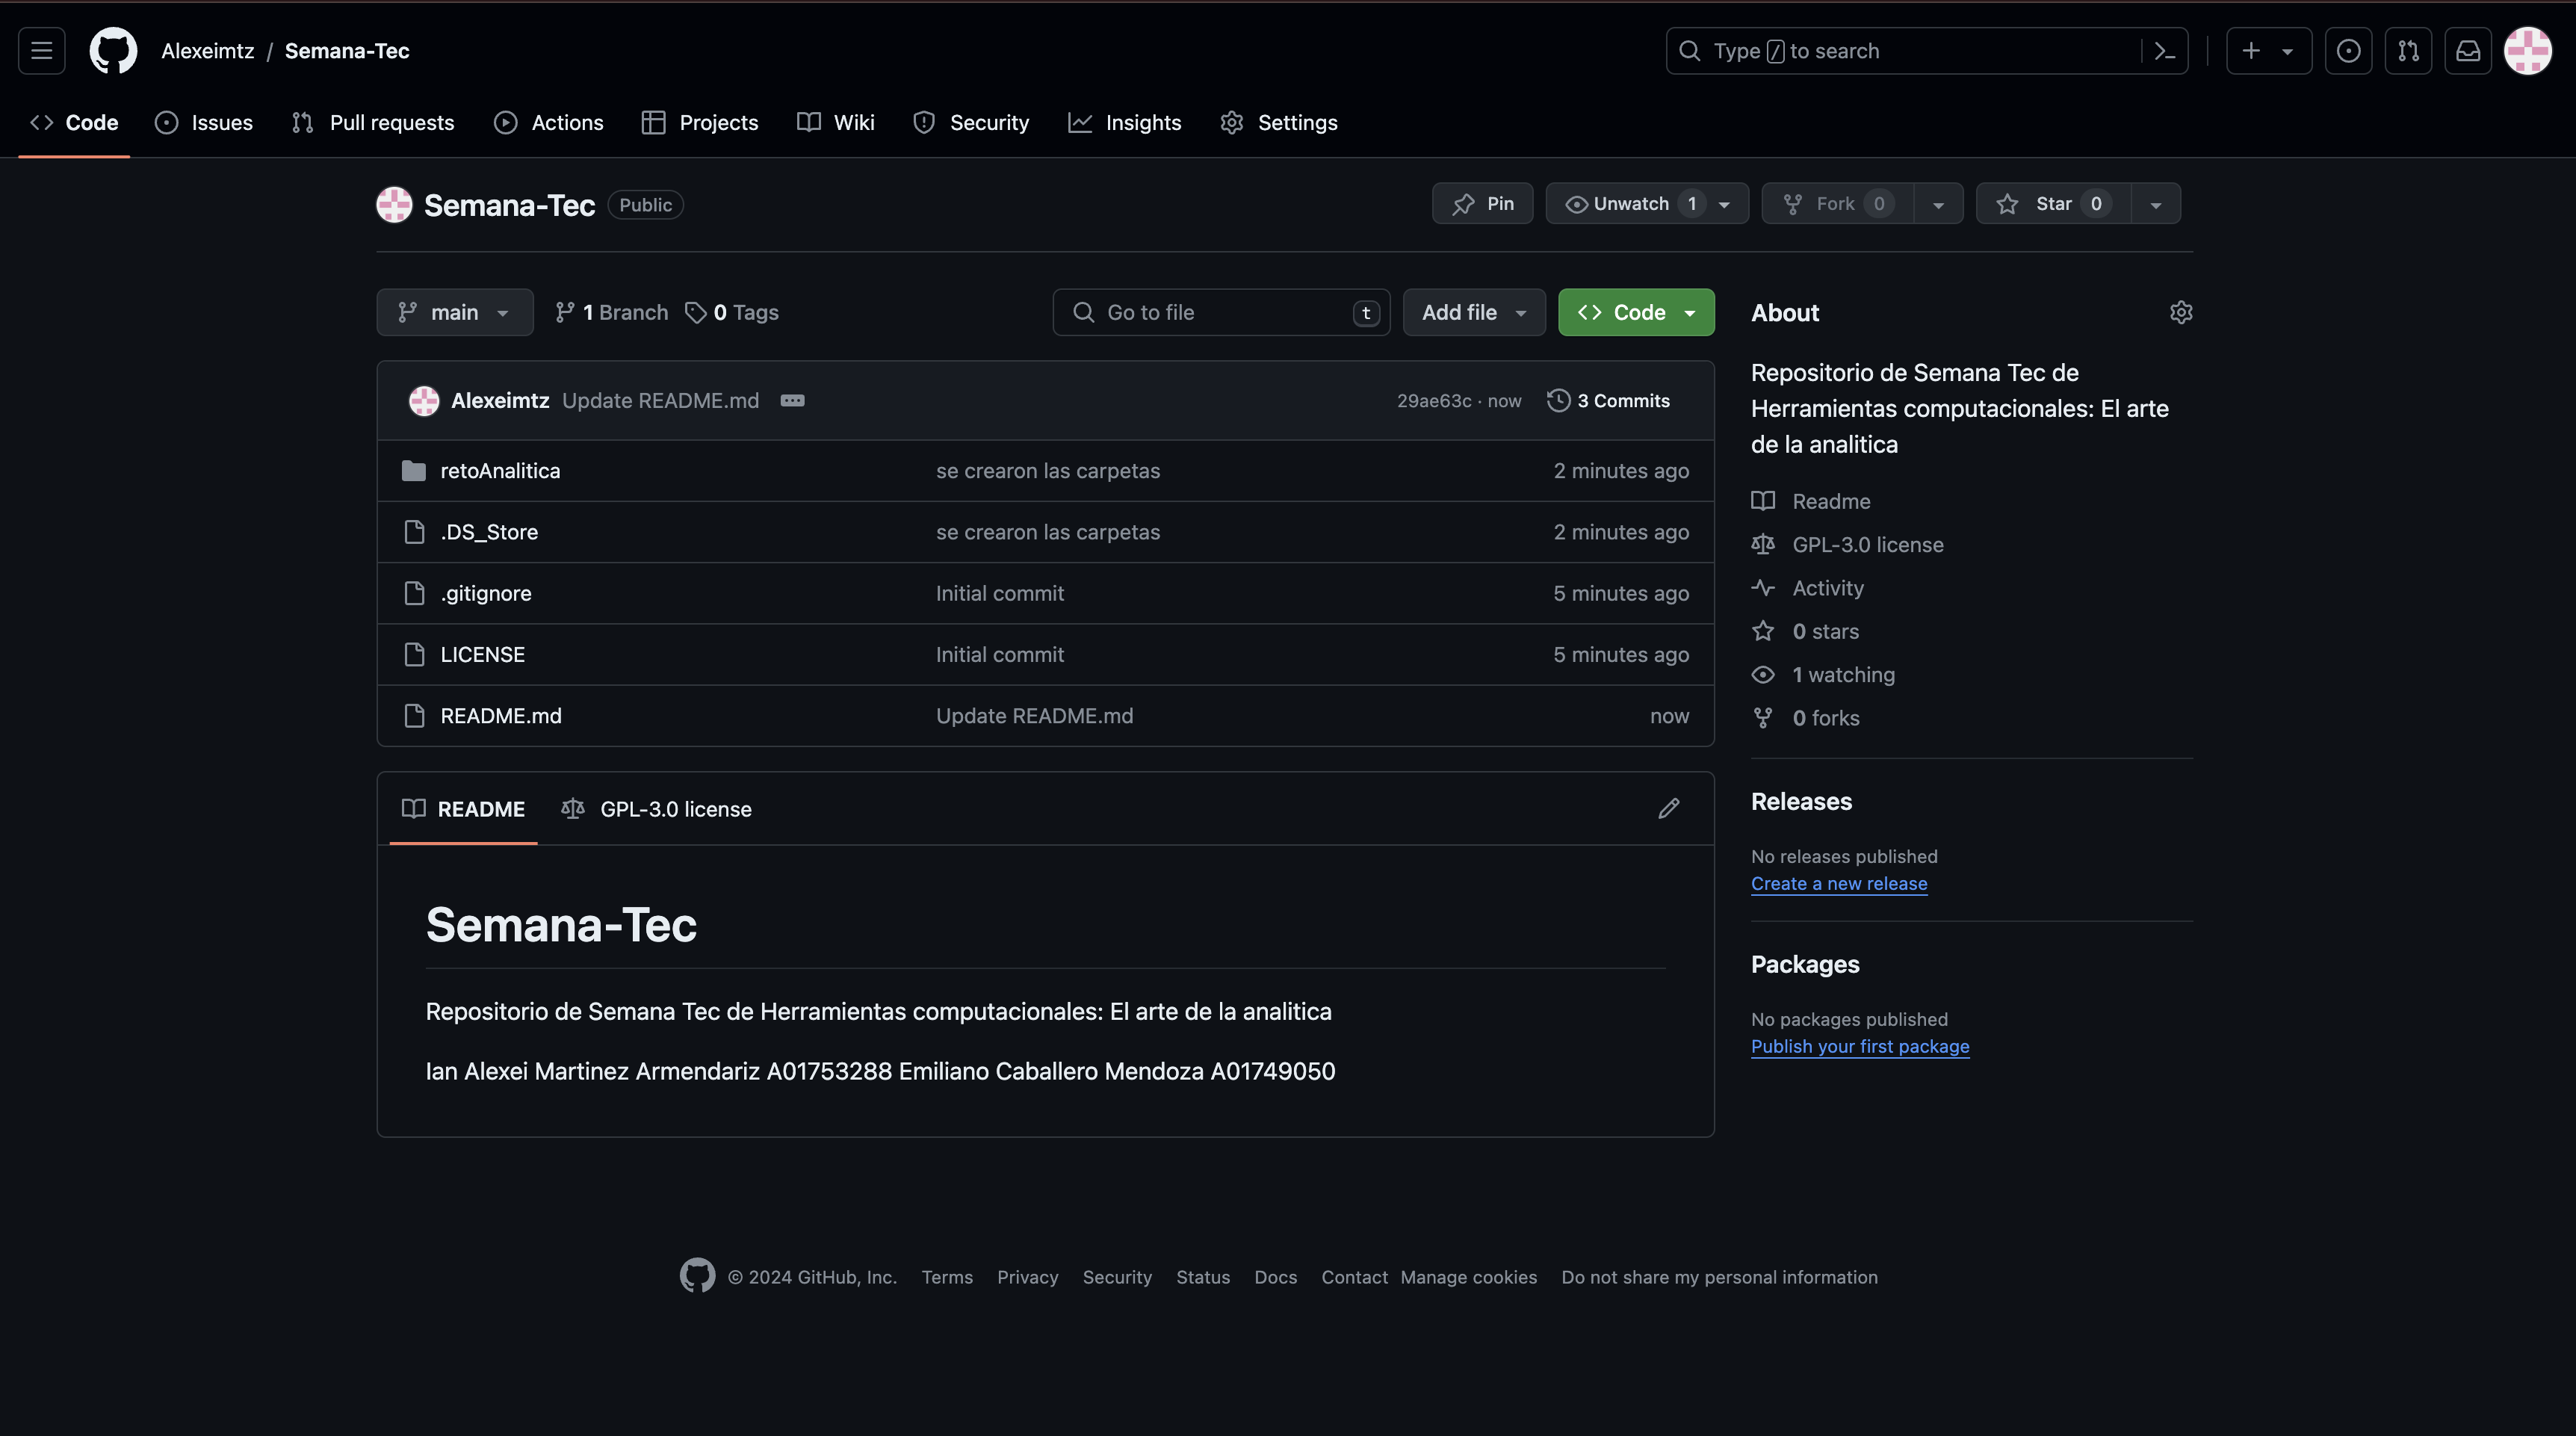 Alexeimtz / Semana-Tec
Type / to search
Code Issues Pull requests Actions Projects Wiki Security Insights Settings
Semana-Tec Public
Pin Unwatch 1 Fork 0 Star 0
main 1 Branch 0 Tags
Go to file t Add file Code
Alexeimtz Update README.md 29ae63c · now 3 Commits
retoAnalitica se crearon las carpetas 2 minutes ago
.DS_Store se crearon las carpetas 2 minutes ago
.gitignore Initial commit 5 minutes ago
LICENSE Initial commit 5 minutes ago
README.md Update README.md now
README GPL-3.0 license
Semana-Tec
Repositorio de Semana Tec de Herramientas computacionales: El arte de la analitica
Ian Alexei Martinez Armendariz A01753288 Emiliano Caballero Mendoza A01749050
About
Repositorio de Semana Tec de
Herramientas computacionales: El arte
de la analitica
Readme
GPL-3.0 license
Activity
0 stars
1 watching
0 forks
Releases
No releases published
Create a new release
Packages
No packages published
Publish your first package
© 2024 GitHub, Inc. Terms Privacy Security Status Docs Contact Manage cookies Do not share my personal information